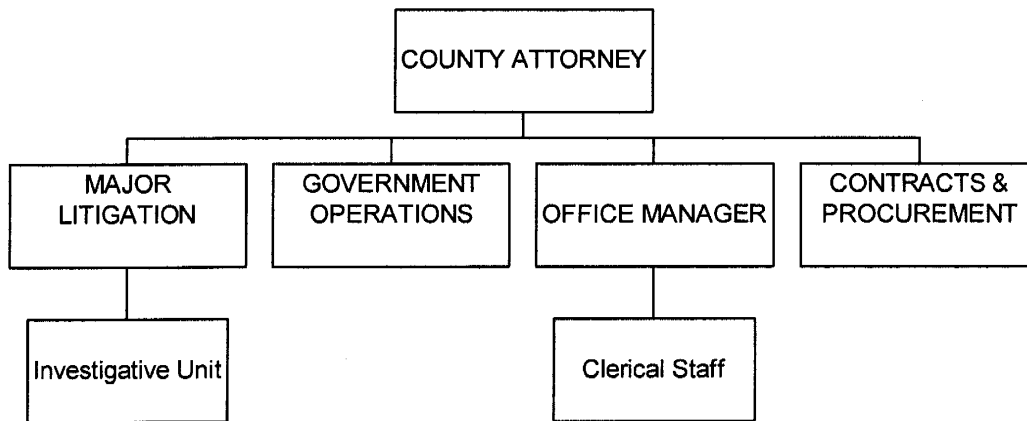 COUNTY ATTORNEY
MAJOR
LITIGATION
GOVERNMENT
OPERATIONS
OFFICE MANAGER
CONTRACTS &
PROCUREMENT
Investigative Unit
Clerical Staff